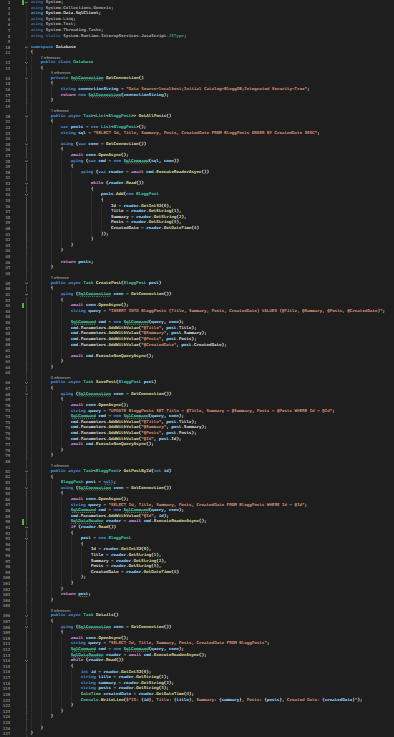 using System;
using System.Collections.Generic;
using System.Data.SqlClient;
using System.Linq;
using System.Text;
using System.Threading.Tasks;
using static System.Runtime.InteropServices.JavaScript.JSType;
namespace Database
{
public class Database
{
private SqlConnection GetConnection()
{
string connectionString = "Data Source=localhost;Initial Catalog=BloggDB;Integrated Security=True";
return new SqlConnection(connectionString);
}
public async Task<List<BloggPost>> GetAllPosts()
{
var posts = new List<BloggPost>();
string sql = "SELECT Id, Title, Summary, Posts, CreatedDate FROM BloggPosts ORDER BY CreatedDate DESC";
using (var conn = GetConnection())
{
await conn.OpenAsync();
using (var cmd = new SqlCommand(sql, conn))
{
using (var reader = await cmd.ExecuteReaderAsync())
{
while (reader.Read())
{
posts.Add(new BloggPost
{
Id = reader.GetInt32(0),
Title = reader.GetString(1),
Summary = reader.GetString(2),
Posts = reader.GetString(3),
CreatedDate = reader.GetDateTime(4)
});
}
}
}
}
return posts;
}
public async Task CreatePost(BloggPost post)
{
using (SqlConnection conn = GetConnection())
{
await conn.OpenAsync();
string query = "INSERT INTO BloggPosts (Title, Summary, Posts, CreatedDate) VALUES (@Title, @Summary, @Posts, @CreatedDate)";
SqlCommand cmd = new SqlCommand(query, conn);
cmd.Parameters.AddWithValue("@Title", post.Title);
cmd.Parameters.AddWithValue("@Summary", post.Summary);
cmd.Parameters.AddWithValue("@Posts", post.Posts);
cmd.Parameters.AddWithValue("@CreatedDate", post.CreatedDate);
await cmd.ExecuteNonQueryAsync();
}
}
public async Task SavePost(BloggPost post)
{
using (SqlConnection conn = GetConnection())
{
await conn.OpenAsync();
string query = "UPDATE BloggPosts SET Title = @Title, Summary = @Summary, Posts = @Posts WHERE Id = @Id";
SqlCommand cmd = new SqlCommand(query, conn);
cmd.Parameters.AddWithValue("@Title", post.Title);
cmd.Parameters.AddWithValue("@Summary", post.Summary);
cmd.Parameters.AddWithValue("@Posts", post.Posts);
cmd.Parameters.AddWithValue("@Id", post.Id);
await cmd.ExecuteNonQueryAsync();
}
}
public async Task<BloggPost> GetPostById(int id)
{
BloggPost post = null;
using (SqlConnection conn = GetConnection())
{
await conn.OpenAsync();
string query = "SELECT Id, Title, Summary, Posts, CreatedDate FROM BloggPosts WHERE Id = @Id";
SqlCommand cmd = new SqlCommand(query, conn);
cmd.Parameters.AddWithValue("@Id", id);
SqlDataReader reader = await cmd.ExecuteReaderAsync();
if (reader.Read())
{
post = new BloggPost
{
Id = reader.GetInt32(0),
Title = reader.GetString(1),
Summary = reader.GetString(2),
Posts = reader.GetString(3),
CreatedDate = reader.GetDateTime(4)
};
}
}
return post;
}
public async Task Details()
{
using (SqlConnection conn = GetConnection())
{
await conn.OpenAsync();
string query = "SELECT Id, Title, Summary, Posts, CreatedDate FROM BloggPosts";
SqlCommand cmd = new SqlCommand(query, conn);
SqlDataReader reader = await cmd.ExecuteReaderAsync();
while (reader.Read())
{
int id = reader.GetInt32(0);
string title = reader.GetString(1);
string summary = reader.GetString(2);
string posts = reader.GetString(3);
DateTime createdDate = reader.GetDateTime(4);
Console.WriteLine($"ID: {id}, Title: {title}, Summary: {summary}, Posts: {posts}, Created Date: {createdDate}");
}
}
}
}
}